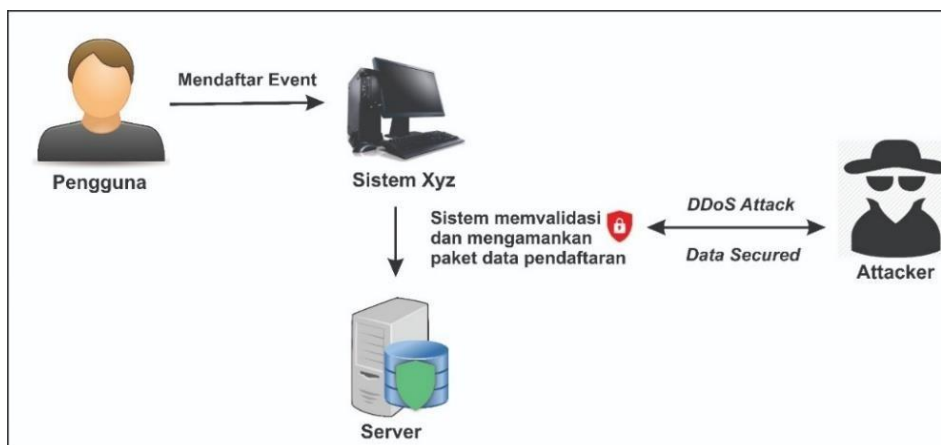 Mendaftar Event
Pengguna
Sistem Xyz
Sistem memvalidasi
dan mengamankan
paket data pendaftaran
DDoS Attack
Data Secured
Attacker
Server